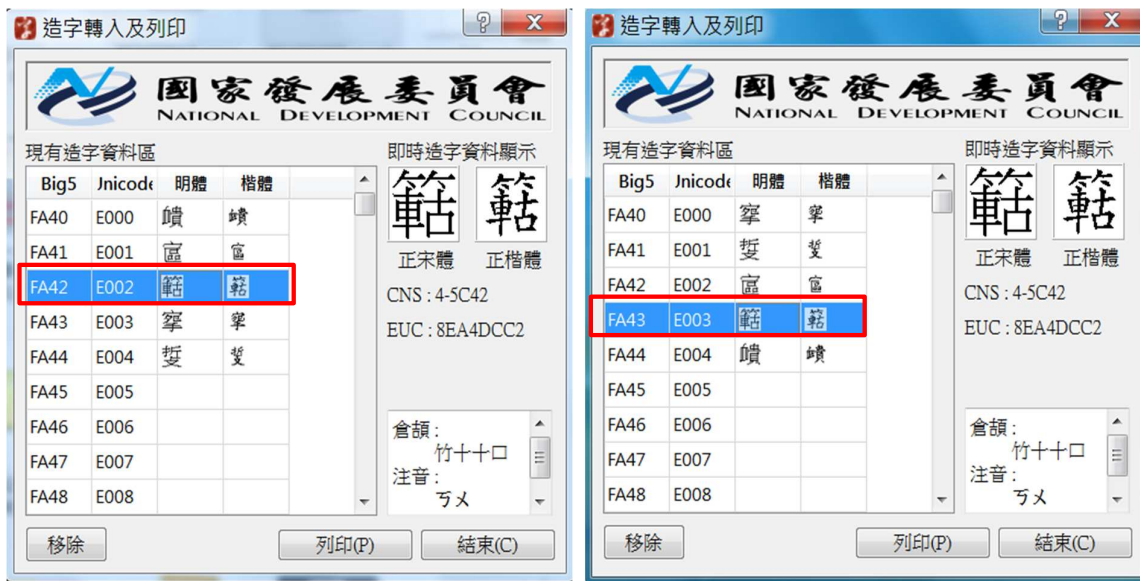 造字轉入及列印
國家發展委員會
NATIONAL DEVELOPMENT COUNCIL
現有造字資料區
Big5 Jnicode 明體 楷體
FA40 E000
FA41 E001
FA42 E002
FA43 E003
FA44 E004
FA45 E005
FA46 E006
FA47 E007
FA48 E008
即時造字資料顯示
正宋體 正楷體
CNS : 4-5C42
EUC : 8EA4DCC2
倉頡 :
竹十十口
注音 :
ㄎㄨ
移除 列印(P) 結束(C)
造字轉入及列印
國家發展委員會
NATIONAL DEVELOPMENT COUNCIL
現有造字資料區
Big5 Jnicode 明體 楷體
FA40 E000
FA41 E001
FA42 E002
FA43 E003
FA44 E004
FA45 E005
FA46 E006
FA47 E007
FA48 E008
即時造字資料顯示
正宋體 正楷體
CNS : 4-5C42
EUC : 8EA4DCC2
倉頡 :
竹十十口
注音 :
ㄎㄨ
移除 列印(P) 結束(C)